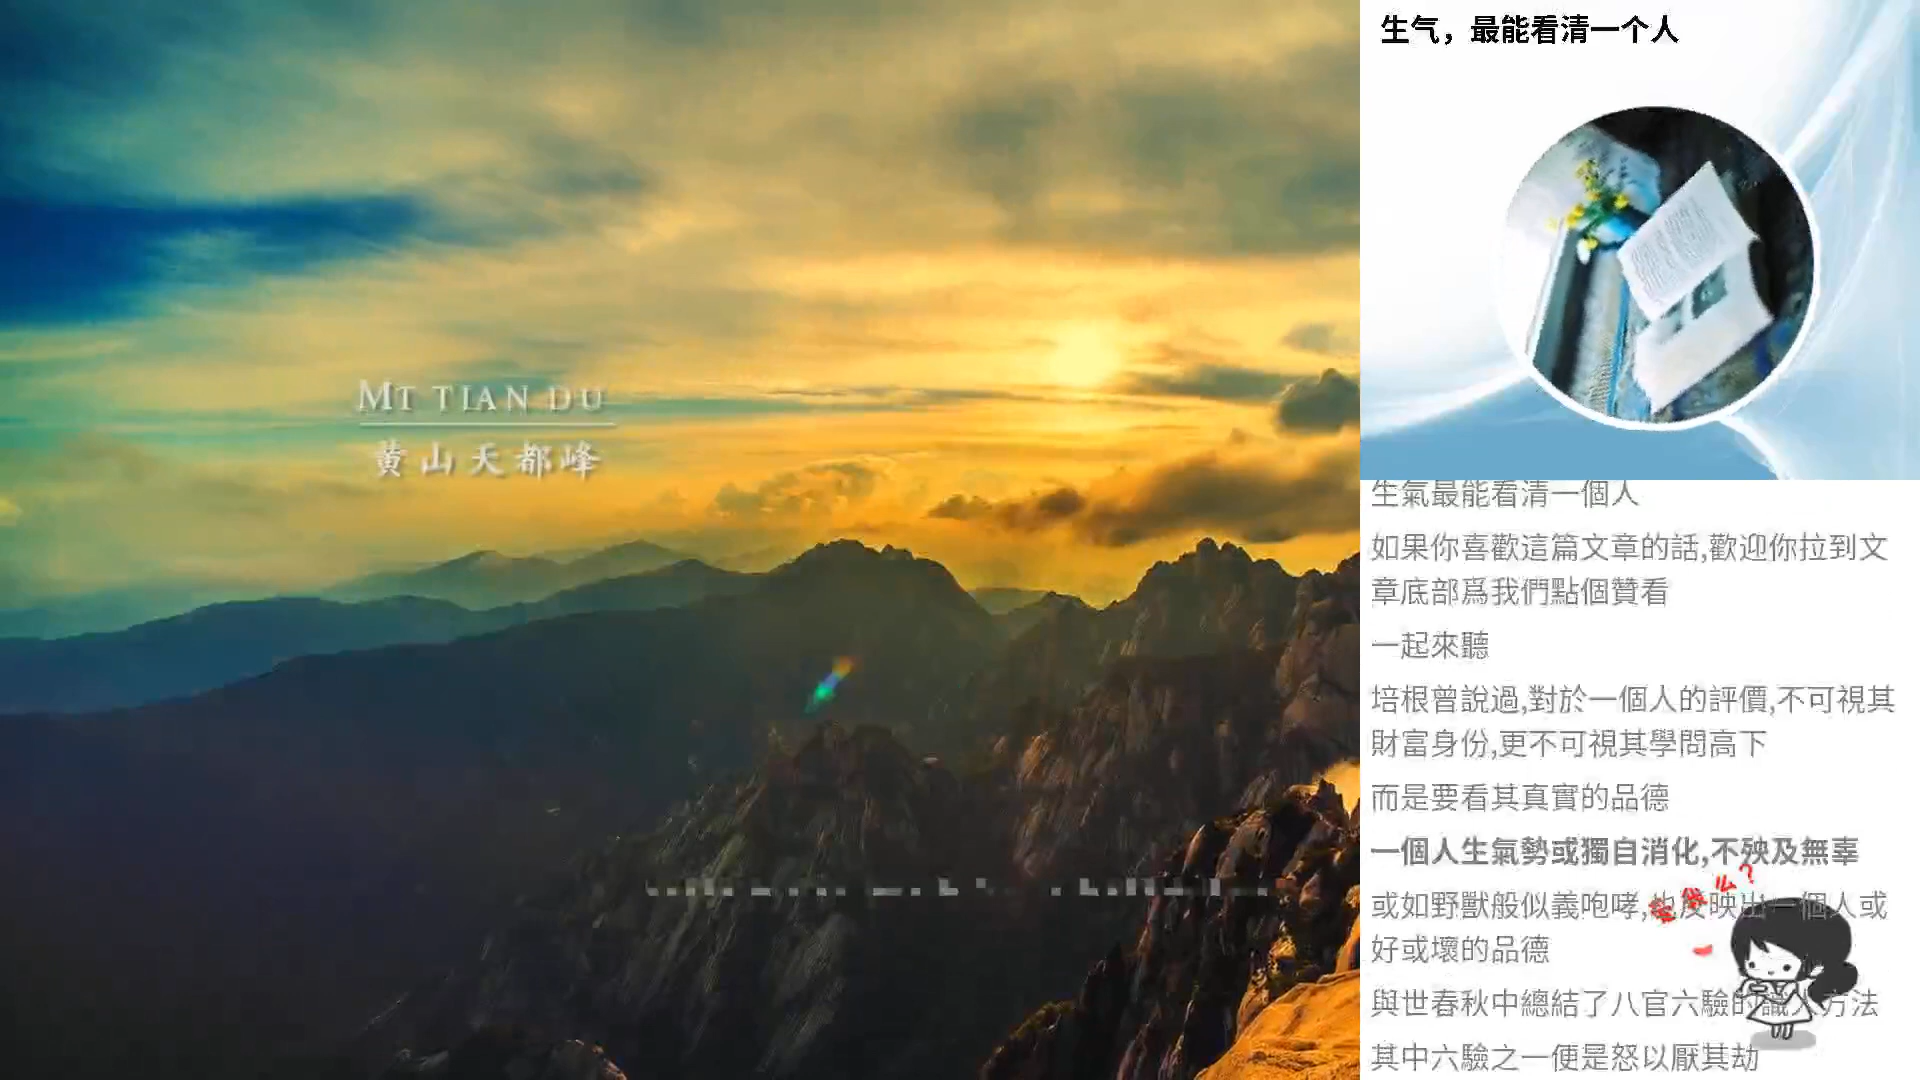 MT TIAN DU
黄山天都峰
生气，最能看清一个人
生氣最能看清一個人
如果你喜歡這篇文章的話,歡迎你拉到文
章底部爲我們點個贊看
一起來聽
培根曾說過,對於一個人的評價,不可視其
財富身份,更不可視其學問高下
而是要看其真實的品德
一個人生氣勢或獨自消化,不殃及無辜
或如野獸般似義咆哮,也反映出一個人或
好或壞的品德
與世春秋中總結了八官六驗的識人方法
其中六驗之一便是怒以厭其劫